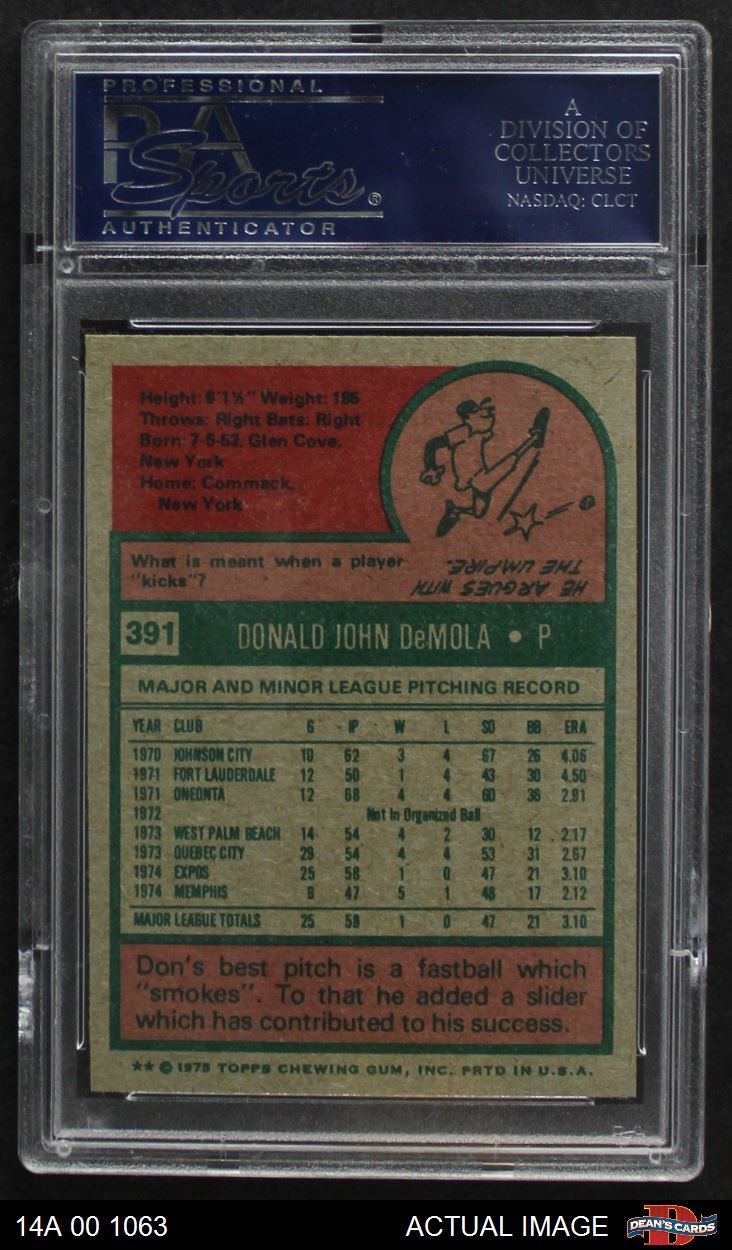 PROFESSIONAL
PSA
Sports®
AUTHENTICATOR
A
DIVISION OF
COLLECTORS
UNIVERSE
NASDAQ: CLCT
Height: 6'1½" Weight: 185
Throws: Right Bats: Right
Born: 7-5-52, Glen Cove,
New York
Home: Commack,
New York
What is meant when a player
"kicks"?
HE ARGUES WITH
THE UMPIRE.
391 DONALD JOHN DeMOLA • P
MAJOR AND MINOR LEAGUE PITCHING RECORD
YEAR CLUB G IP W L SO BB ERA
1970 JOHNSON CITY 10 62 3 4 67 26 4.06
1971 FORT LAUDERDALE 12 50 1 4 43 30 4.50
1971 ONEONTA 12 68 4 4 60 36 2.91
1972 Not In Organized Ball
1973 WEST PALM BEACH 14 54 4 2 30 12 2.17
1973 QUEBEC CITY 29 54 4 4 53 31 2.67
1974 EXPOS 25 58 1 0 47 21 3.10
1974 MEMPHIS 9 47 5 1 48 17 2.12
MAJOR LEAGUE TOTALS 25 58 1 0 47 21 3.10
Don's best pitch is a fastball which
"smokes". To that he added a slider
which has contributed to his success.
** © 1975 TOPPS CHEWING GUM, INC. PRTD IN U.S.A.
14A 00 1063 ACTUAL IMAGE DEAN'S CARDS